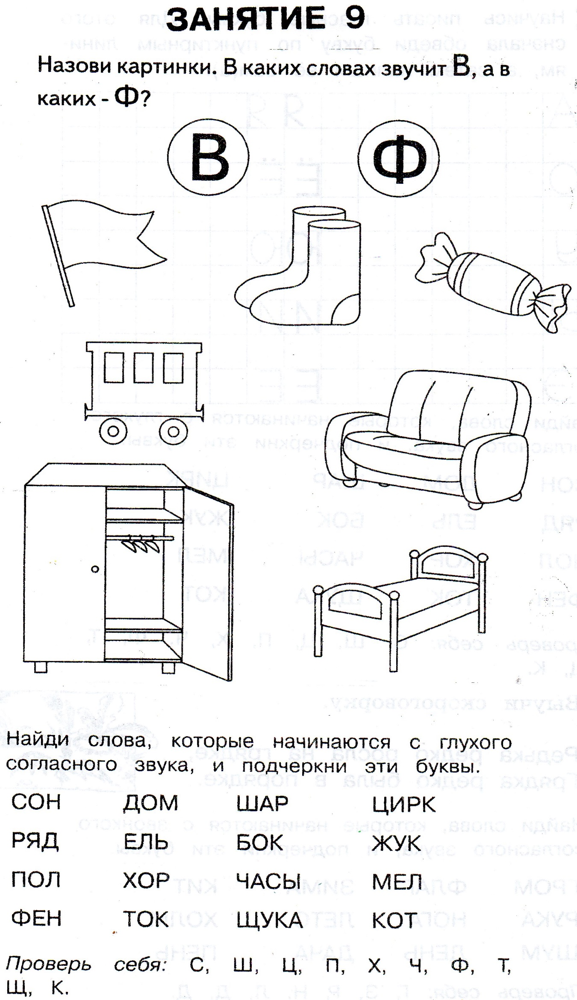 ЗАНЯТИЕ 9
Назови картинки. В каких словах звучит В, а в
каких - Ф?
В Ф
Найди слова, которые начинаются с глухого
согласного звука, и подчеркни эти буквы.
СОН ДОМ ШАР ЦИРК
РЯД ЕЛЬ БОК ЖУК
ПОЛ ХОР ЧАСЫ МЕЛ
ФЕН ТОК ЩУКА КОТ
Проверь себя: С, Ш, Ц, П, Х, Ч, Ф, Т,
Щ, К.